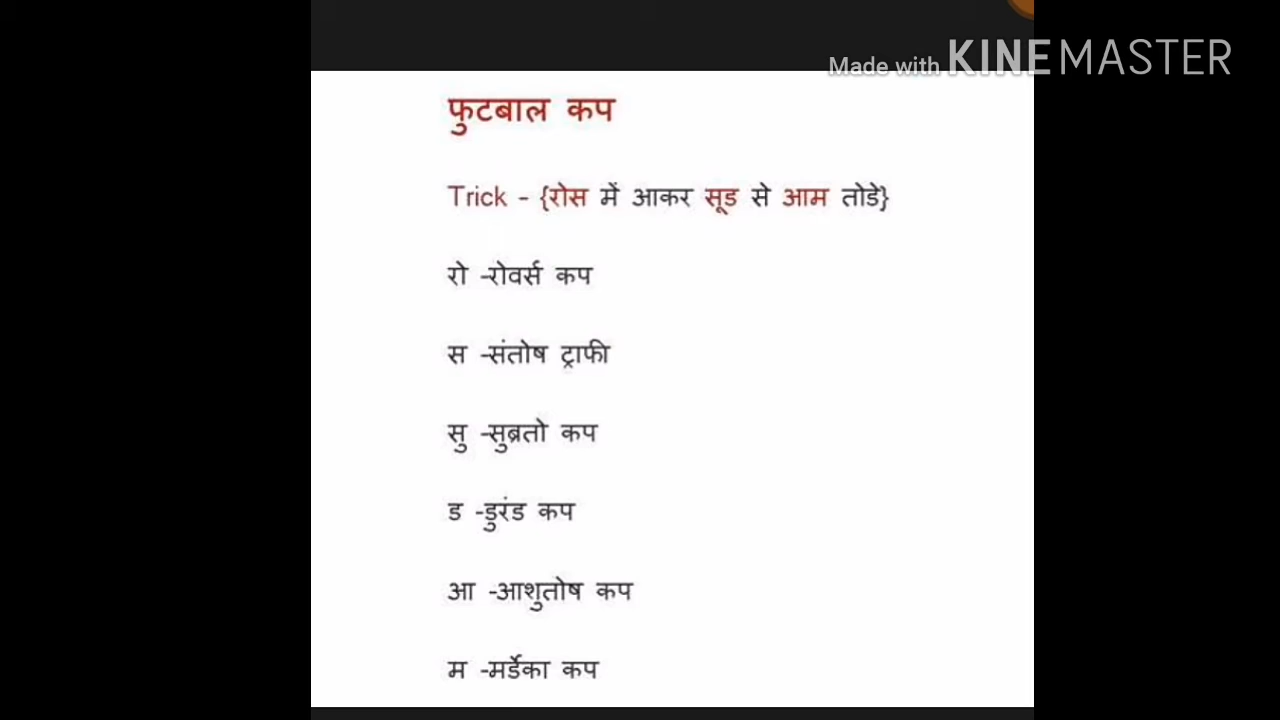 Made with KINEMASTER
फुटबाल कप
Trick - {रोस में आकर सूड से आम तोडे}
रो -रोवर्स कप
स -संतोष ट्राफी
सु -सुब्रतो कप
ड -डुरंड कप
आ -आशुतोष कप
म -मर्डेका कप